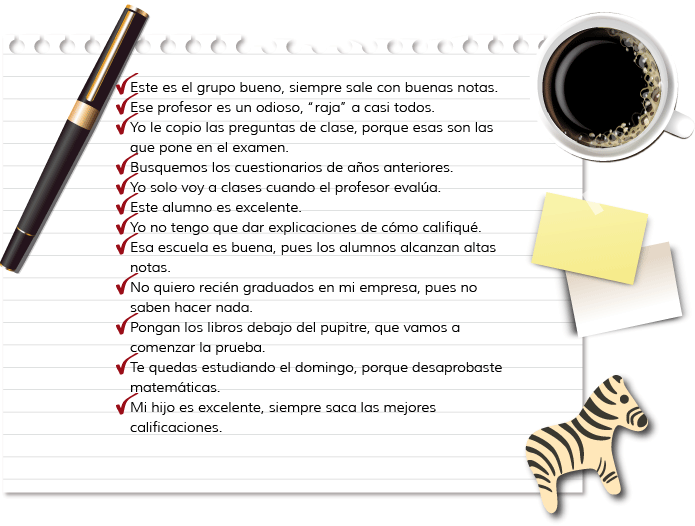 Este es el grupo bueno, siempre sale con buenas notas.
Ese profesor es un odioso, “raja” a casi todos.
Yo le copio las preguntas de clase, porque esas son las
que pone en el examen.
Busquemos los cuestionarios de años anteriores.
Yo solo voy a clases cuando el profesor evalúa.
Este alumno es excelente.
Yo no tengo que dar explicaciones de cómo califiqué.
Esa escuela es buena, pues los alumnos alcanzan altas
notas.
No quiero recién graduados en mi empresa, pues no
saben hacer nada.
Pongan los libros debajo del pupitre, que vamos a
comenzar la prueba.
Te quedas estudiando el domingo, porque desaprobaste
matemáticas.
Mi hijo es excelente, siempre saca las mejores
calificaciones.